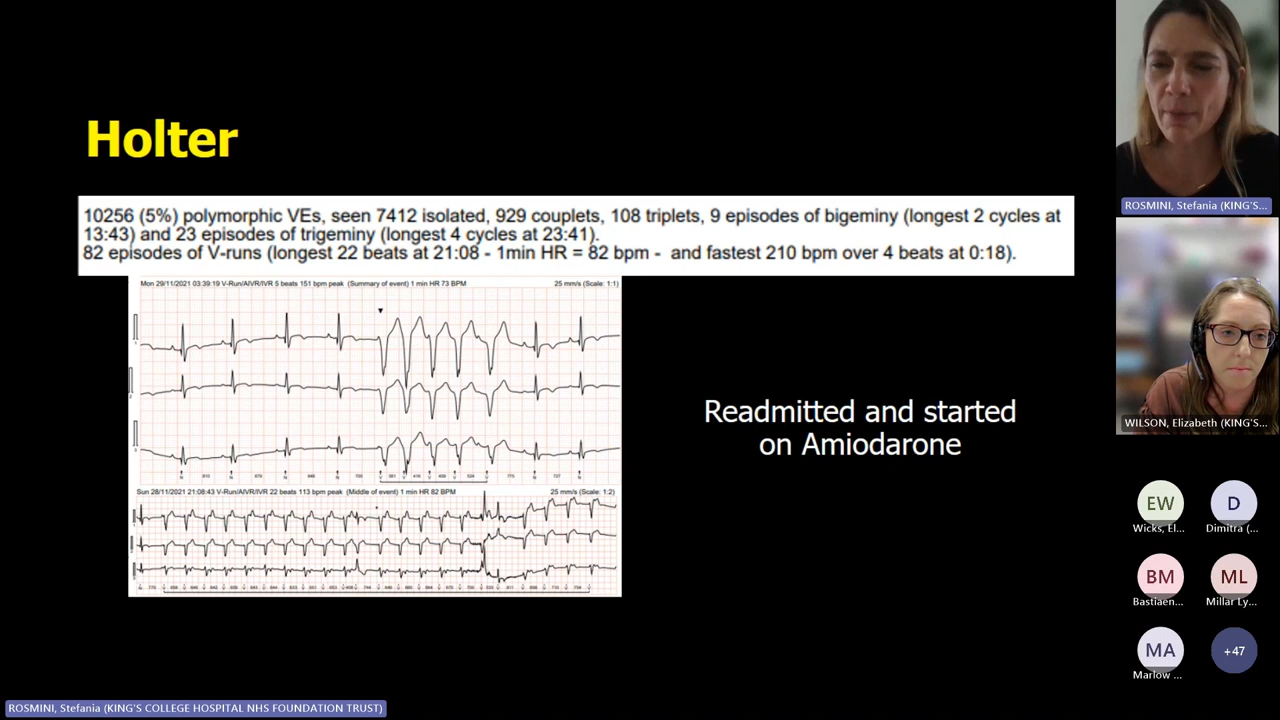 Holter
10256 (5%) polymorphic VEs, seen 7412 isolated, 929 couplets, 108 triplets, 9 episodes of bigeminy (longest 2 cycles at
13:43) and 23 episodes of trigeminy (longest 4 cycles at 23:41).
82 episodes of V-runs (longest 22 beats at 21:08 - 1min HR = 82 bpm - and fastest 210 bpm over 4 beats at 0:18).
Mon 29/11/2021 03:39:19 V-Run/AIVR/IVR 5 beats 151 bpm peak (Summary of event) 1 min HR 73 BPM
25 mm/s (Scale: 1:1)
Sun 28/11/2021 21:08:43 V-Run/AIVR/IVR 22 beats 113 bpm peak (Middle of event) 1 min HR 82 BPM
25 mm/s (Scale: 1:2)
Readmitted and started
on Amiodarone
ROSMINI, Stefania (KING'S...
WILSON, Elizabeth (KING'S...
EW
Wicks, El...
D
Dimitra (...
BM
Bastiaen...
ML
Millar Ly...
MA
Marlow ...
+47
ROSMINI, Stefania (KING'S COLLEGE HOSPITAL NHS FOUNDATION TRUST)